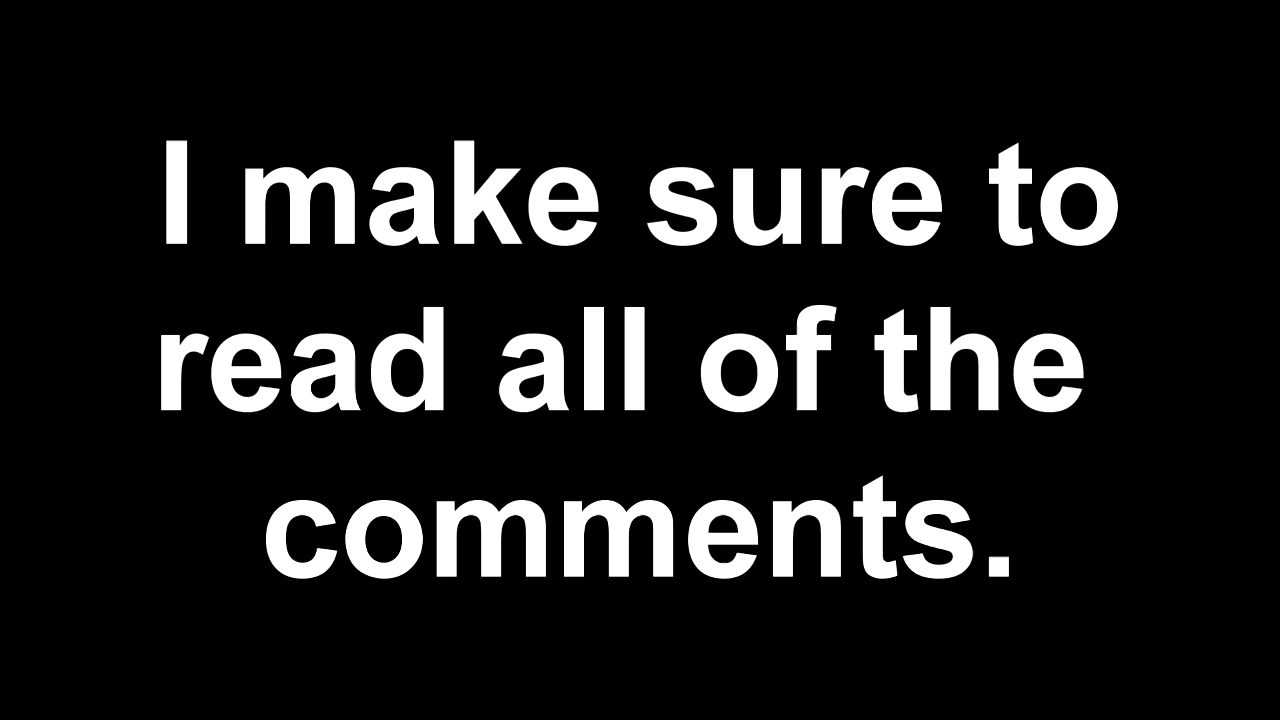 I make sure to
read all of the
comments.